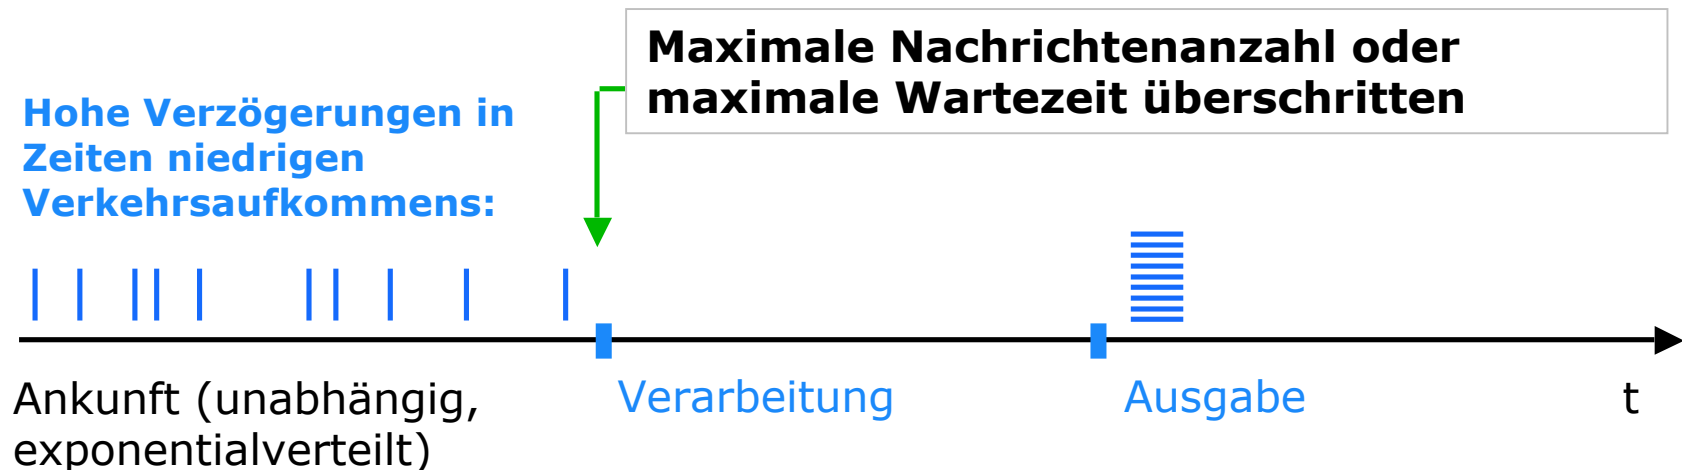 Maximale Nachrichtenanzahl oder
maximale Wartezeit überschritten
Hohe Verzögerungen in
Zeiten niedrigen
Verkehrsaufkommens:
Ankunft (unabhängig,
exponentialverteilt)
Verarbeitung
Ausgabe
t